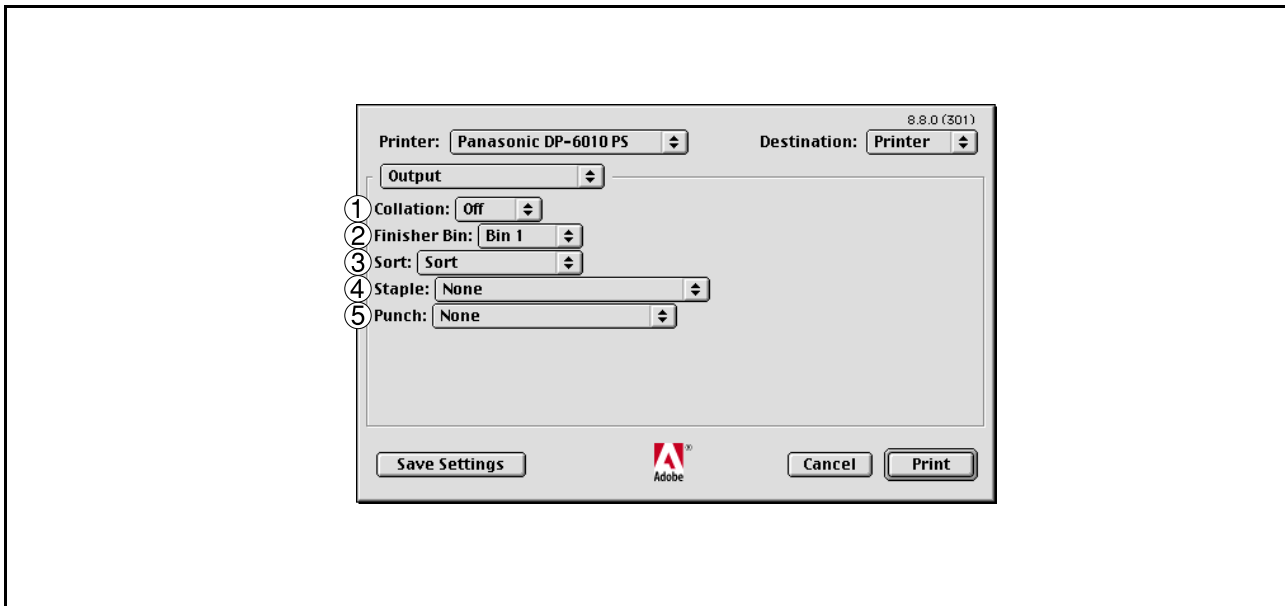 8.8.0 (301)
Printer: Panasonic DP-6010 PS Destination: Printer
Output
① Collation: Off
② Finisher Bin: Bin 1
③ Sort: Sort
④ Staple: None
⑤ Punch: None
Save Settings Adobe® Cancel Print